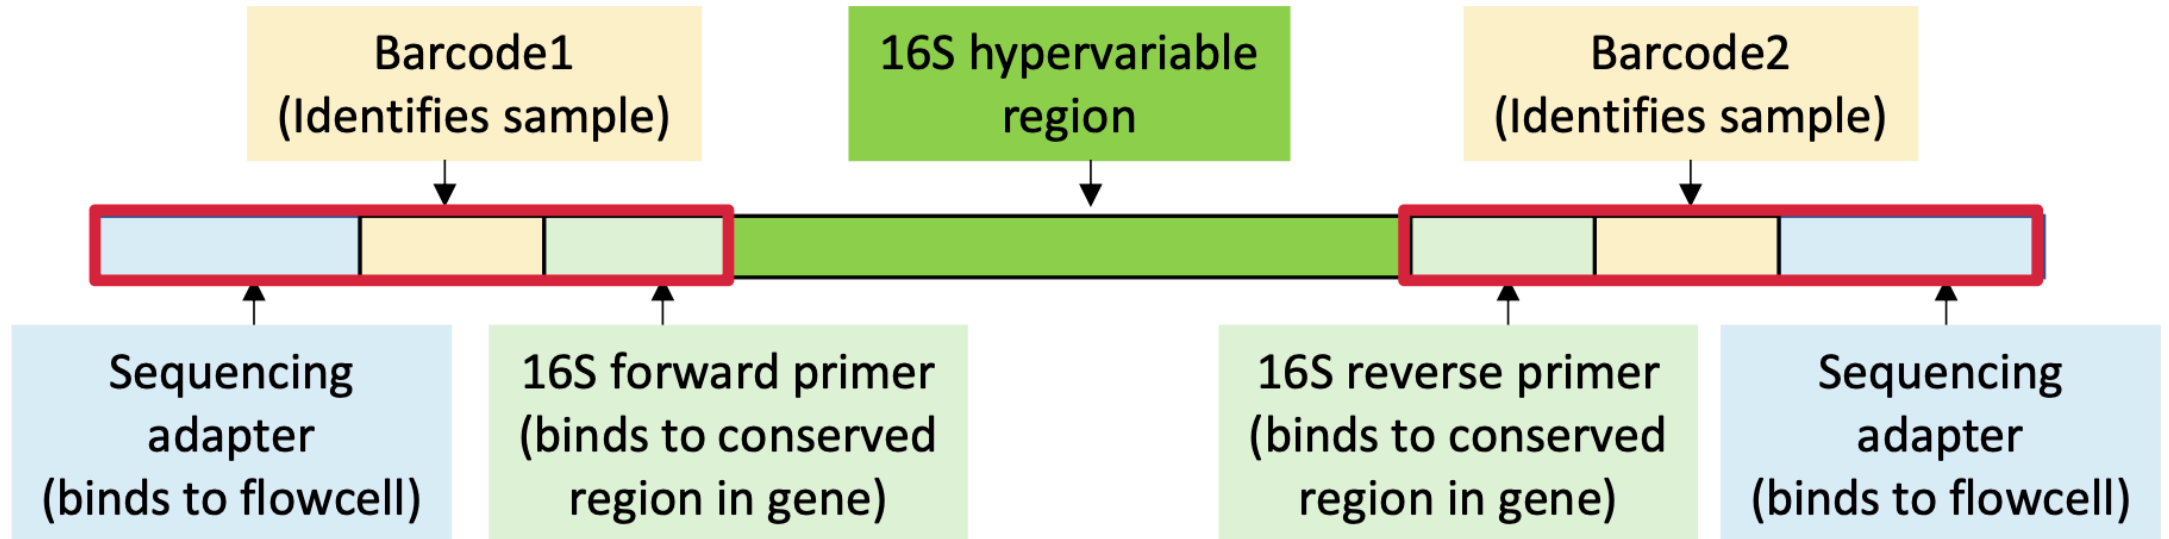 Barcode1
(Identifies sample)
16S hypervariable
region
Barcode2
(Identifies sample)
Sequencing
adapter
(binds to flowcell)
16S forward primer
(binds to conserved
region in gene)
16S reverse primer
(binds to conserved
region in gene)
Sequencing
adapter
(binds to flowcell)